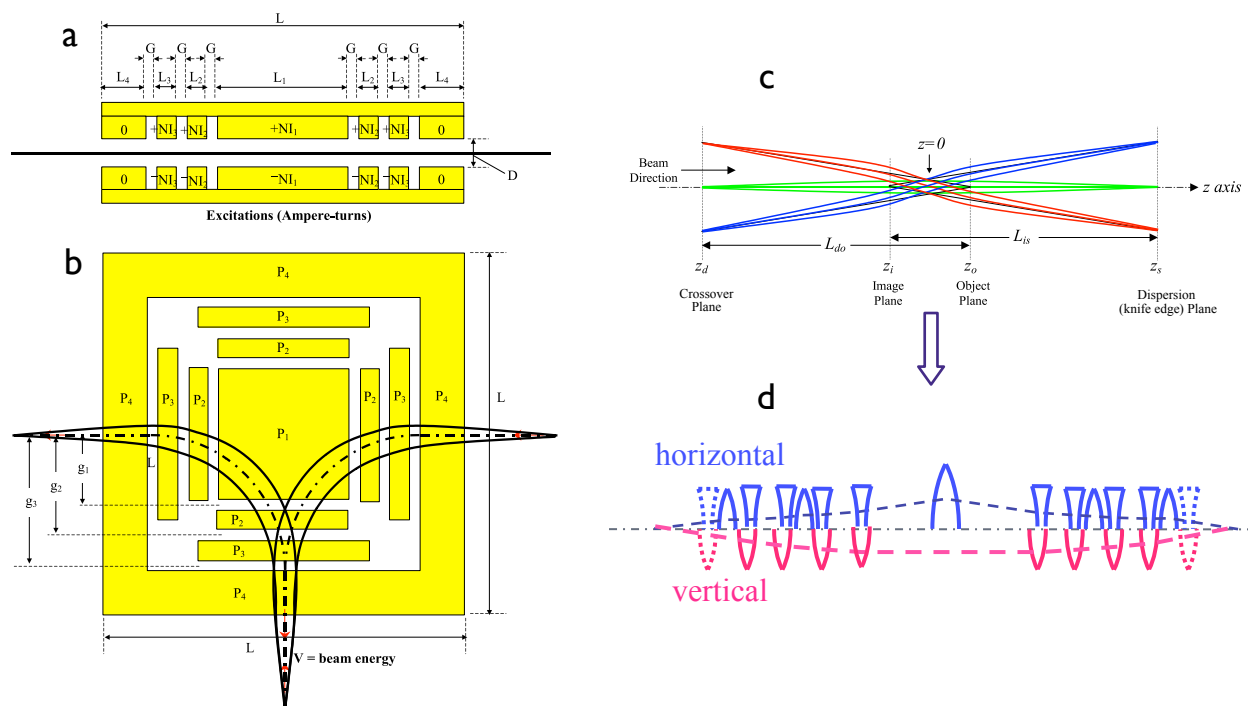 a
L
G G G G G G
L4 L3 L2 L1 L2 L3 L4
0 +NI3 +NI2 +NI1 +NI2 +NI3 0
0 −NI3 −NI2 −NI1 −NI2 −NI3 0
D
Excitations (Ampere-turns)
b
P4
P3
P2
P4 P3 P2 P1 P2 P3 P4
L
L
g1
g2
g3
P2
P3
P4
L
V = beam energy
c
z=0
Beam
Direction
z axis
Ldo
Lis
zd zi zo zs
Crossover
Plane
Image
Plane
Object
Plane
Dispersion
(knife edge) Plane
d
horizontal
vertical